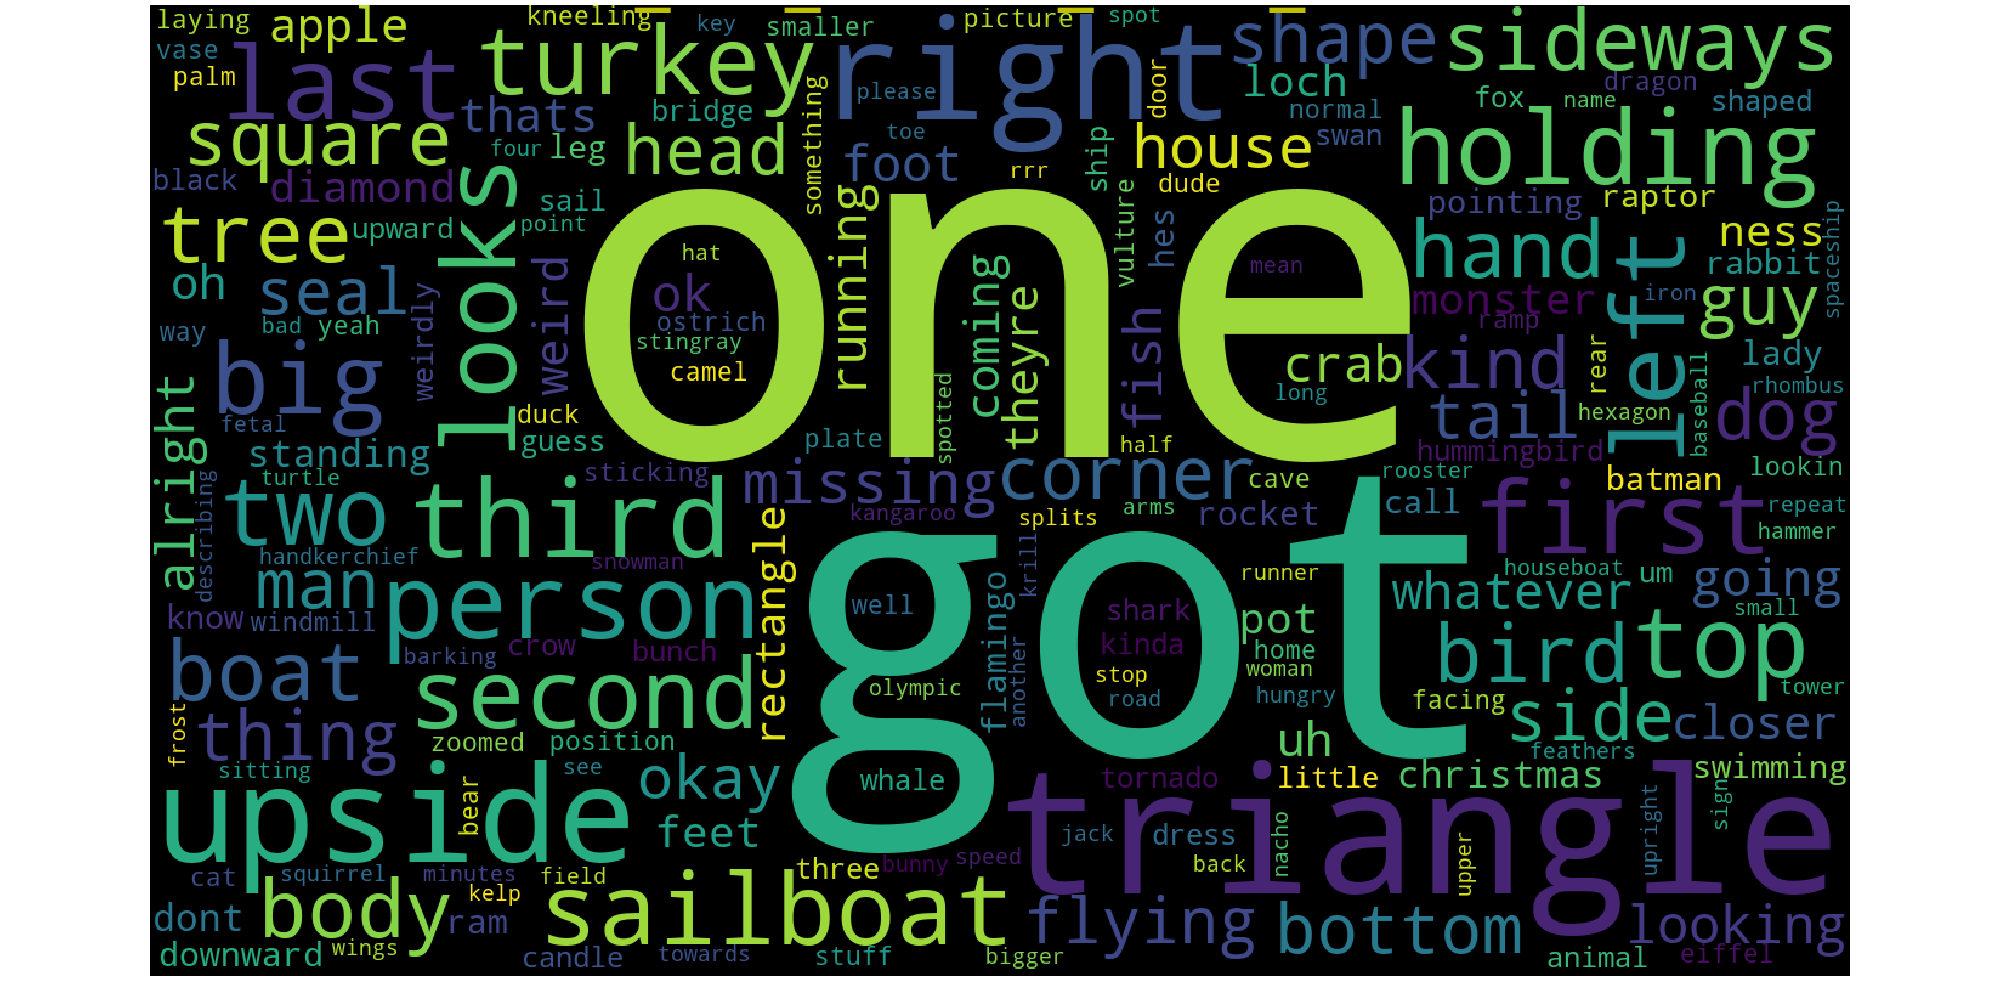 laying
apple
kneeling
key
smaller
picture
spot
shape
sideways
vase
last
turkey
right
loch
door
dragon
palm
thats
bridge
something
please
fox
name
shaped
normal
square
four
leg
head
toe
foot
rrr
ship
house
swan
holding
black
diamond
looks
sail
dude
pointing
raptor
tree
upward
point
running
one
vulture
hes
hand
left
ness
spaceship
oh
seal
weird
hat
ok
coming
mean
rabbit
way
bad
yeah
weirdly
ostrich
stingray
camel
theyre
fish
monster
ramp
iron
guy
big
crab
kind
rear
lady
long
rhombus
alright
fetal
duck
guess
plate
spotted
half
tail
hexagon
baseball
dog
standing
turtle
sticking
missing
corner
cave
hummingbird
rooster
batman
lookin
describing
two
third
kangaroo
splits
arms
rocket
call
first
repeat
hammer
handkerchief
snowman
rectangle
krill
got
runner
houseboat
um
man
person
well
shark
pot
whatever
going
small
know
windmill
flamingo
kinda
home
bird
top
barking
crow
bunch
another
woman
boat
second
olympic
stop
road
hungry
facing
tower
frost
thing
zoomed
position
uh
side
closer
feathers
sitting
bear
see
okay
whale
tornado
little
christmas
swimming
upside
feet
jack
dress
nacho
triangle
upright
sign
cat
squirrel
minutes
field
three
bunny
speed
back
upper
kelp
dont
body
ram
sailboat
flying
bottom
looking
downward
wings
candle
towards
stuff
bigger
animal
eiffel